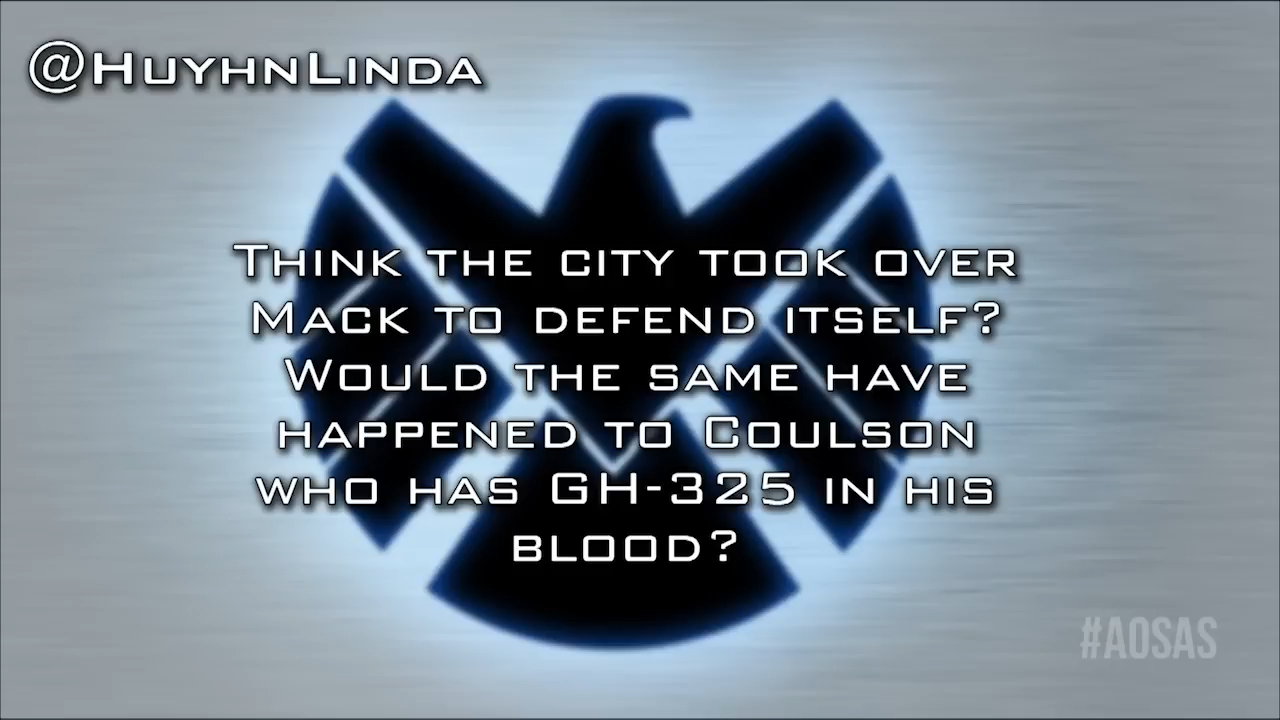 @HuyhnLinda
Think the city took over
Mack to defend itself?
Would the same have
happened to Coulson
who has GH-325 in his
blood?
#AOSAS